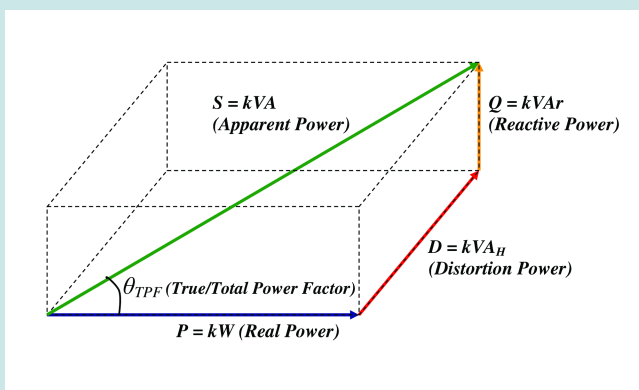 S = kVA
(Apparent Power)
Q = kVAr
(Reactive Power)
D = kVA_H
(Distortion Power)
θ_TPF (True/Total Power Factor)
P = kW (Real Power)